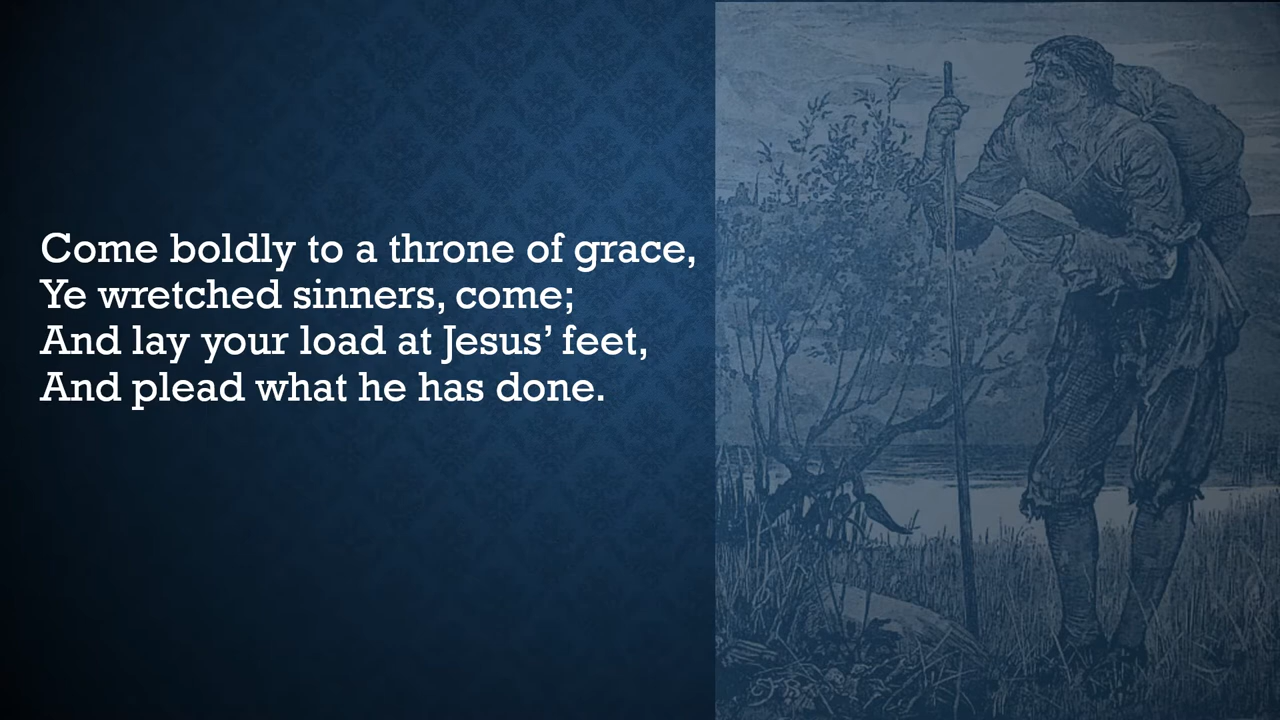 Come boldly to a throne of grace,
Ye wretched sinners, come;
And lay your load at Jesus’ feet,
And plead what he has done.